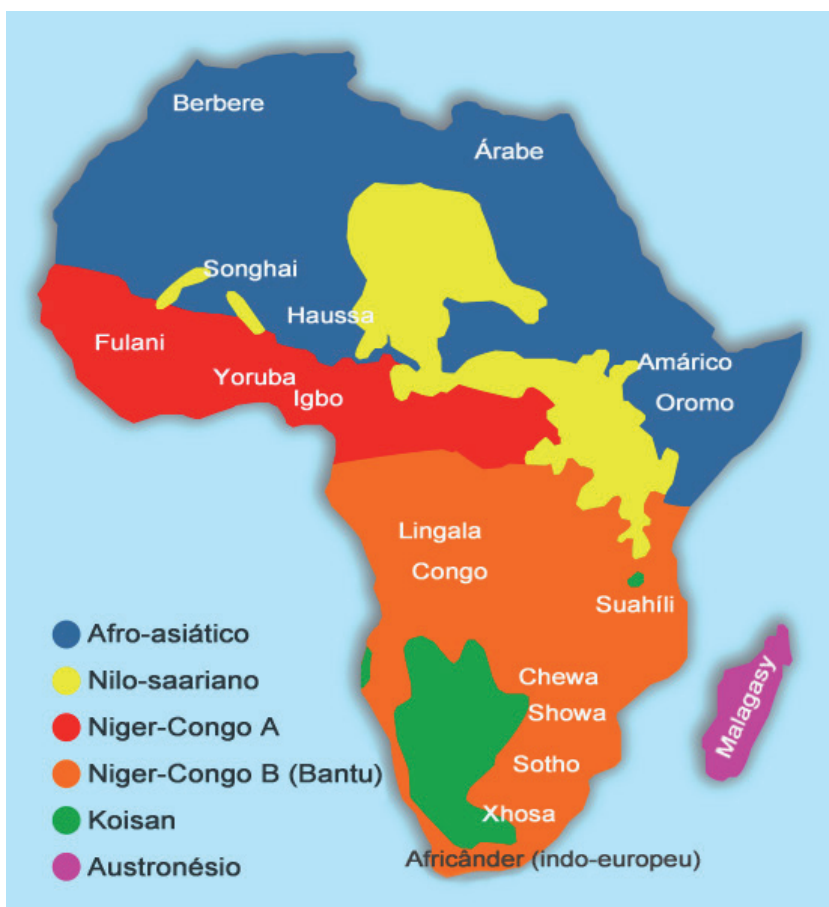 Berbere
Árabe
Songhai
Haussa
Fulani
Yoruba
Igbo
Amárico
Oromo
Lingala
Congo
Suahíli
Chewa
Showa
Sotho
Xhosa
Africânder (indo-europeu)
Malagasy
Afro-asiático
Nilo-saariano
Niger-Congo A
Niger-Congo B (Bantu)
Koisan
Austronésio